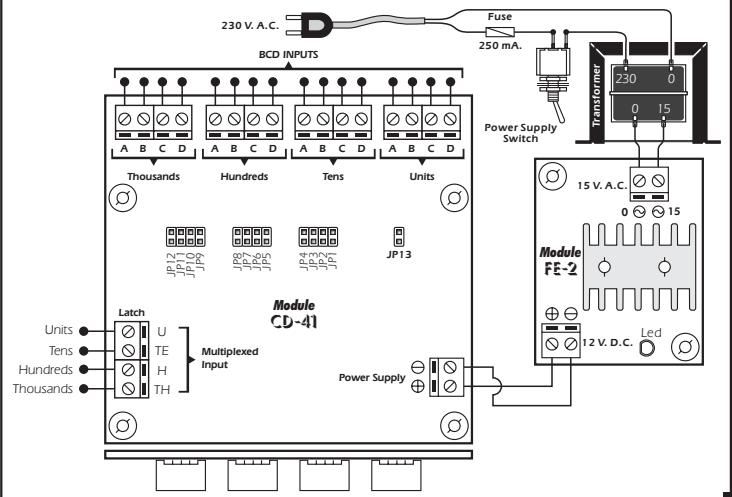 230 V. A.C.
Fuse
250 mA.
BCD INPUTS
Power Supply
Switch
Transformer
230 0
0 15
A B C D A B C D A B C D A B C D
Thousands Hundreds Tens Units
15 V. A.C.
0 15
JP12 JP11 JP10 JP9 JP8 JP7 JP6 JP5 JP4 JP3 JP2 JP1 JP13
Module
FE-2
Module
CD-41
Latch
Units U
Tens TE
Hundreds H
Thousands TH
Multiplexed
Input
Power Supply
12 V. D.C.
Led